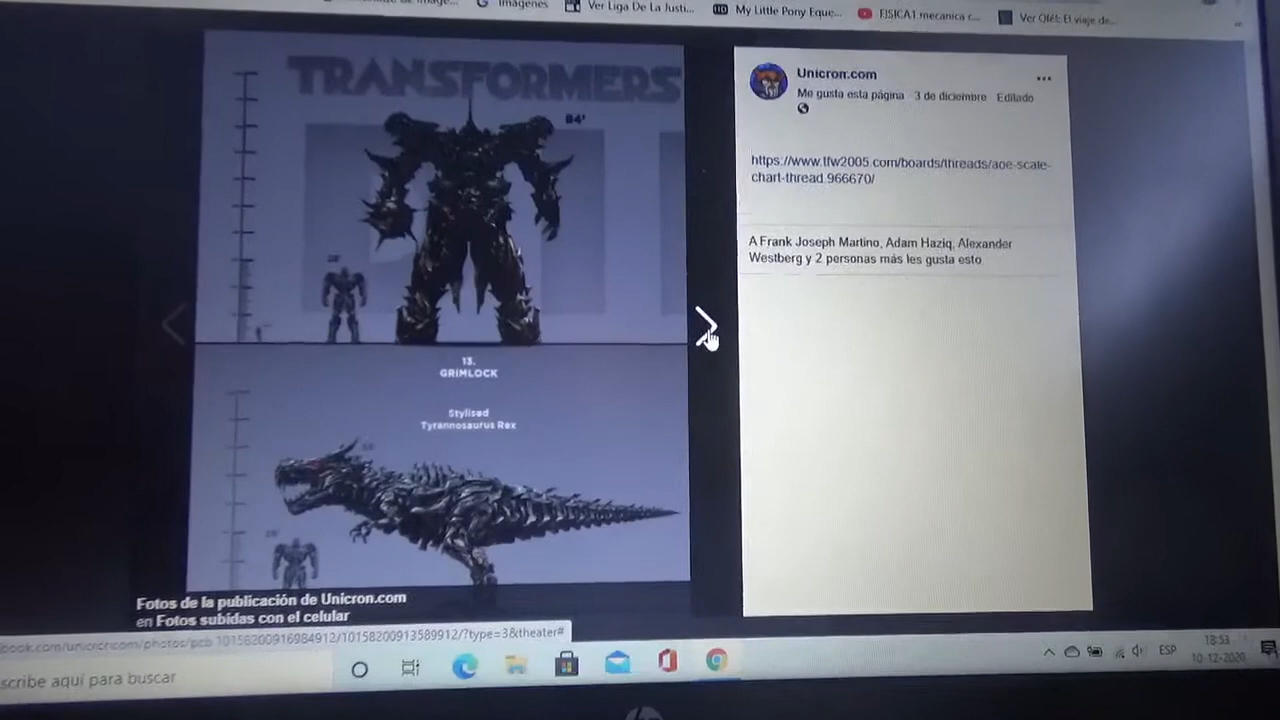 Imágenes
Ver Liga De La Justi...
My Little Pony Eque...
FISICA1 mecanica c...
Ver Olé!: El viaje de...
TRANSFORMERS
84'
Unicron.com
Me gusta esta página 3 de diciembre Editado
https://www.tfw2005.com/boards/threads/aoe-scale-
chart-thread.966670/
A Frank Joseph Martino, Adam Haziq, Alexander
Westberg y 2 personas más les gusta esto
13.
GRIMLOCK
Stylised
Tyrannosaurus Rex
Fotos de la publicación de Unicron.com
en Fotos subidas con el celular
book.com/unicroncom/photos/pcb.10158200916984912/10158200913589912/?type=3&theater#
scribe aquí para buscar
ESP
18:53
10-12-2020
hp